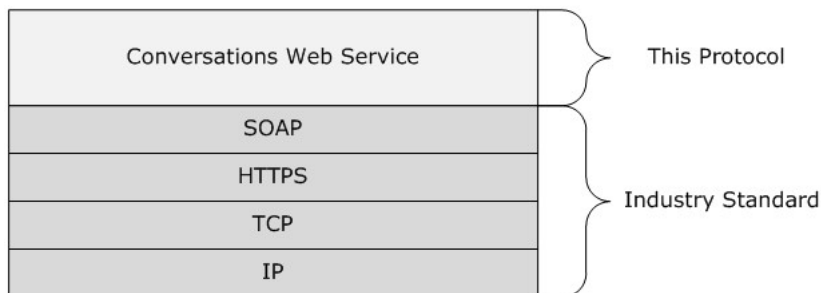 Conversations Web Service
This Protocol
SOAP
HTTPS
TCP
IP
Industry Standard